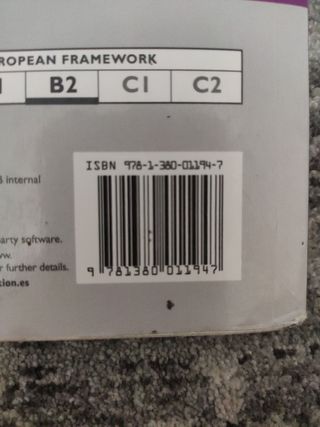 ROPEAN FRAMEWORK
B2 C1 C2
ISBN 978-1-380-01194-7
internal
arty software.
ww.
r further details.
tion.es
9 781380 011947